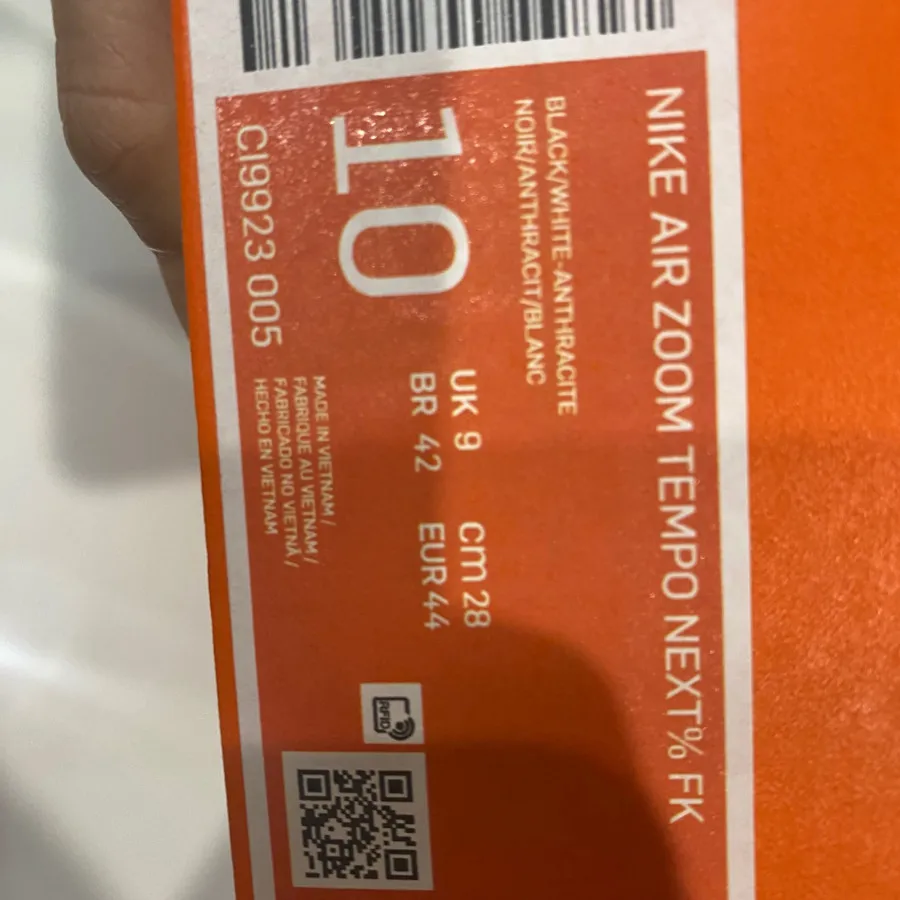 NIKE AIR ZOOM TEMPO NEXT% FK
BLACK/WHITE-ANTHRACITE
NOIR/ANTHRACIT/BLANC
10
UK 9 cm 28
BR 42 EUR 44
CI9923 005
MADE IN VIETNAM /
FABRIQUE AU VIETNAM /
FABRICADO NO VIETNÃ /
HECHO EN VIETNAM
RFID